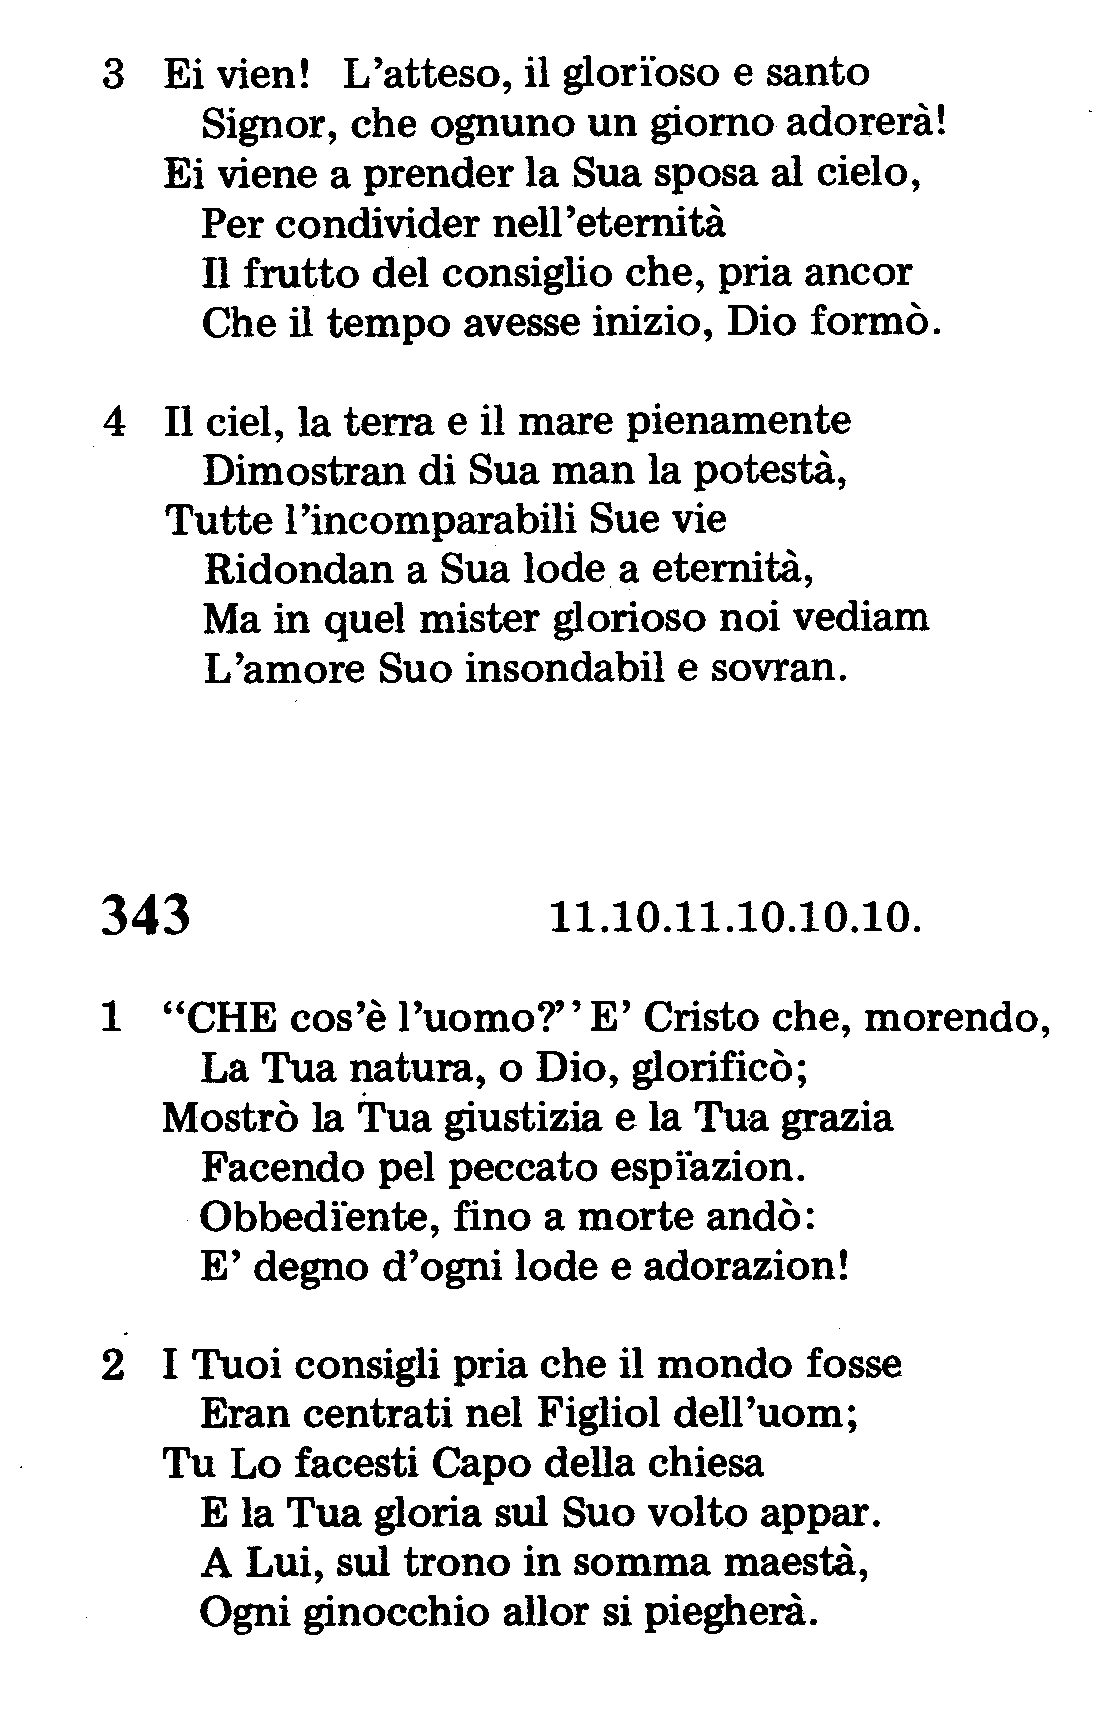 3 Ei vien! L'atteso, il glorïoso e santo
Signor, che ognuno un giorno adorerà!
Ei viene a prender la Sua sposa al cielo,
Per condivider nell'eternità
Il frutto del consiglio che, pria ancor
Che il tempo avesse inizio, Dio formò.
4 Il ciel, la terra e il mare pienamente
Dimostran di Sua man la potestà,
Tutte l'incomparabili Sue vie
Ridondan a Sua lode a eternità,
Ma in quel mister glorioso noi vediam
L'amore Suo insondabil e sovran.
343 11.10.11.10.10.10.
1 “CHE cos'è l'uomo?’’ E' Cristo che, morendo,
La Tua natura, o Dio, glorificò;
Mostrò la Tua giustizia e la Tua grazia
Facendo pel peccato espïazion.
Obbedïente, fino a morte andò:
E' degno d'ogni lode e adorazion!
2 I Tuoi consigli pria che il mondo fosse
Eran centrati nel Figliol dell'uom;
Tu Lo facesti Capo della chiesa
E la Tua gloria sul Suo volto appar.
A Lui, sul trono in somma maestà,
Ogni ginocchio allor si piegherà.